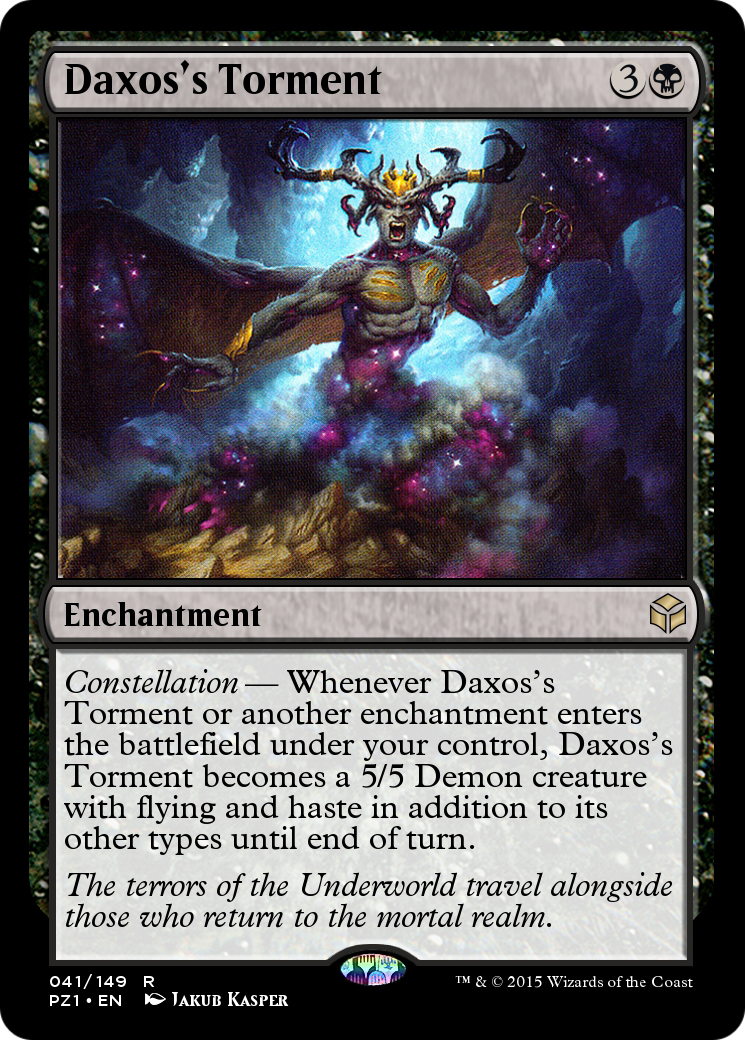 Daxos's Torment 3
Enchantment
Constellation — Whenever Daxos's
Torment or another enchantment enters
the battlefield under your control, Daxos's
Torment becomes a 5/5 Demon creature
with flying and haste in addition to its
other types until end of turn.
The terrors of the Underworld travel alongside
those who return to the mortal realm.
041/149 R
PZ1 • EN Jakub Kasper
™ & © 2015 Wizards of the Coast